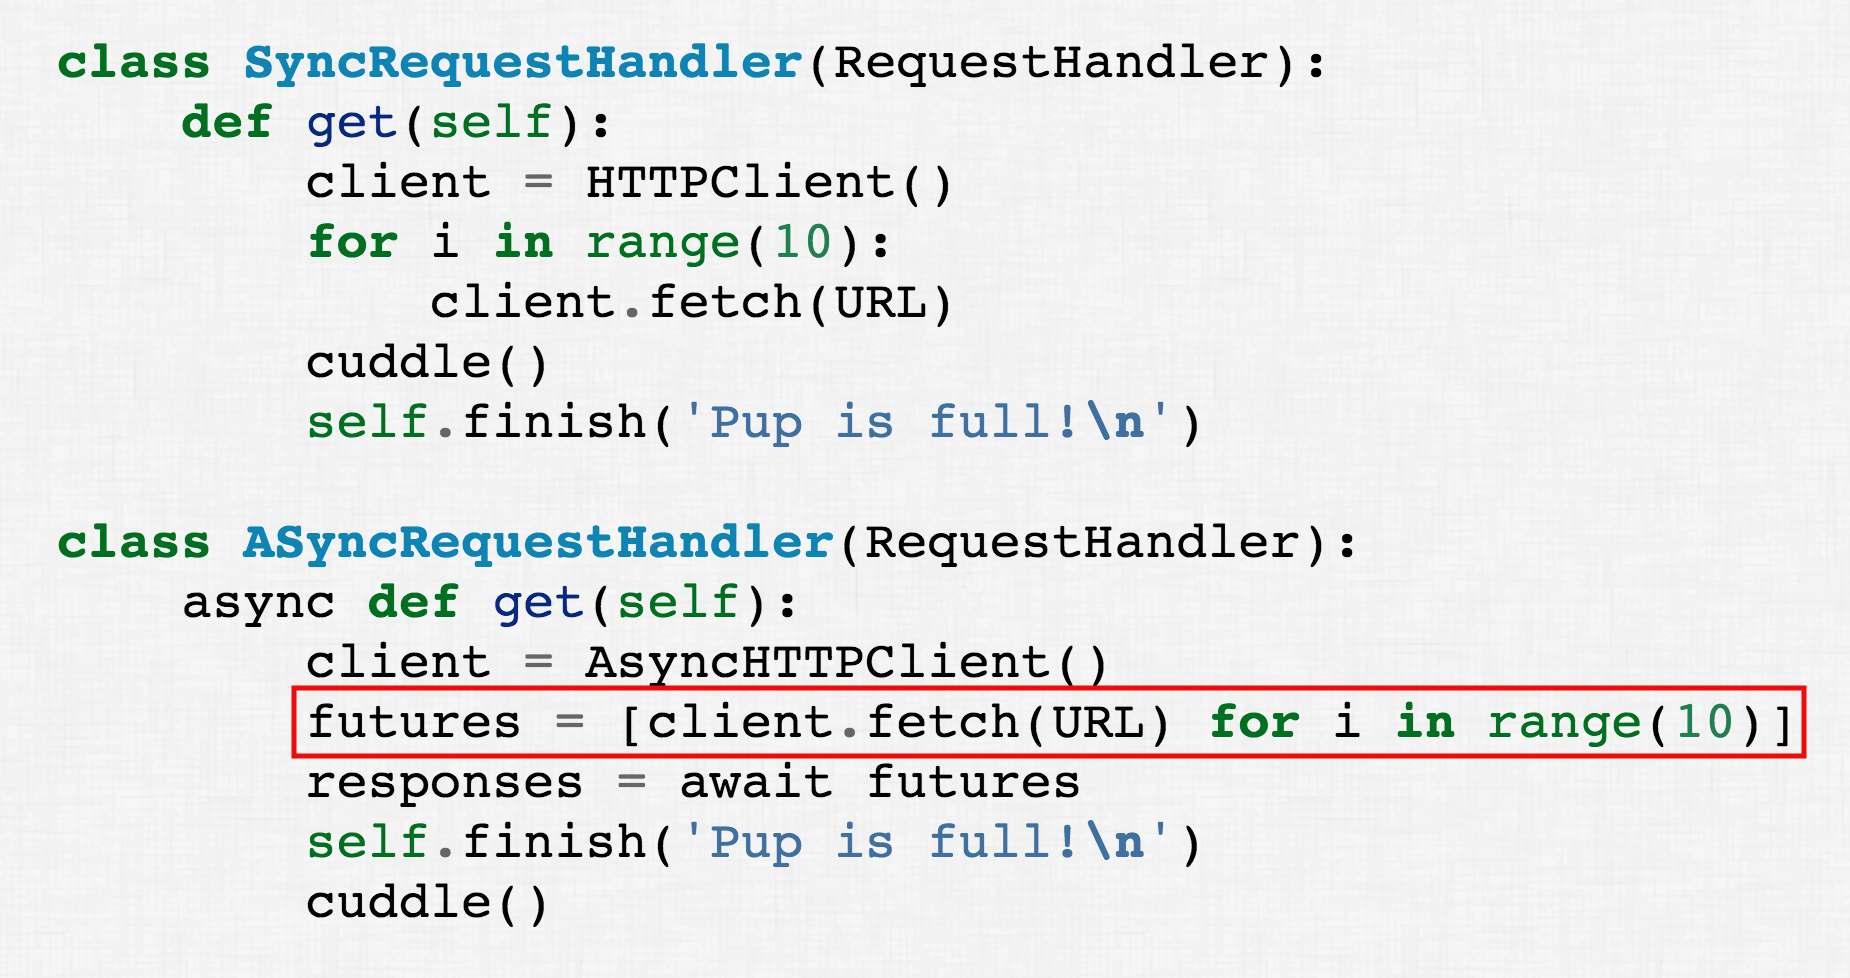 class SyncRequestHandler(RequestHandler):
    def get(self):
        client = HTTPClient()
        for i in range(10):
            client.fetch(URL)
        cuddle()
        self.finish('Pup is full!\n')

class ASyncRequestHandler(RequestHandler):
    async def get(self):
        client = AsyncHTTPClient()
        futures = [client.fetch(URL) for i in range(10)]
        responses = await futures
        self.finish('Pup is full!\n')
        cuddle()